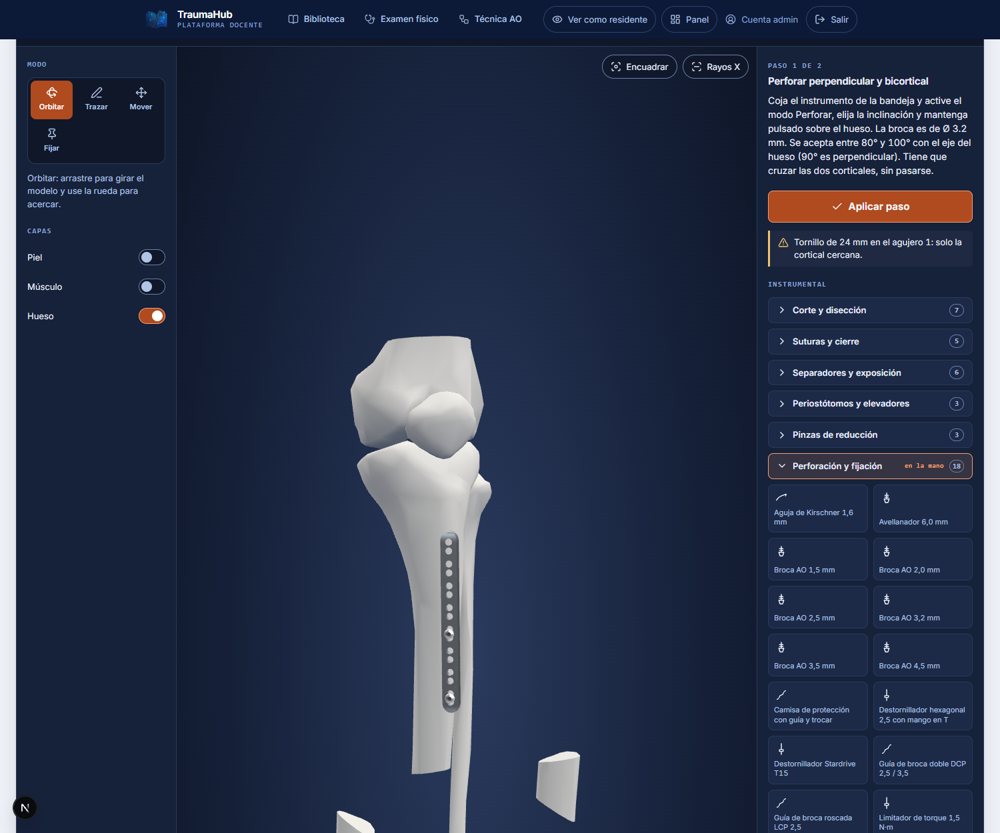 TraumaHub
PLATAFORMA DOCENTE
Biblioteca
Examen físico
Técnica AO
Ver como residente
Panel
Cuenta admin
Salir
MODO
Orbitar
Trazar
Mover
Fijar
Orbitar: arrastre para girar el
modelo y use la rueda para
acercar.
CAPAS
Piel
Músculo
Hueso
Encuadrar
Rayos X
PASO 1 DE 2
Perforar perpendicular y bicortical
Coja el instrumento de la bandeja y active el
modo Perforar, elija la inclinación y mantenga
pulsado sobre el hueso. La broca es de Ø 3.2
mm. Se acepta entre 80° y 100° con el eje del
hueso (90° es perpendicular). Tiene que
cruzar las dos corticales, sin pasarse.
Aplicar paso
Tornillo de 24 mm en el agujero 1: solo la
cortical cercana.
INSTRUMENTAL
Corte y disección 7
Suturas y cierre 5
Separadores y exposición 6
Periostótomos y elevadores 3
Pinzas de reducción 3
Perforación y fijación en la mano 18
Aguja de Kirschner 1,6
mm
Avellanador 6,0 mm
Broca AO 1,5 mm
Broca AO 2,0 mm
Broca AO 2,5 mm
Broca AO 3,2 mm
Broca AO 3,5 mm
Broca AO 4,5 mm
Camisa de protección
con guía y trocar
Destornillador hexagonal
2,5 con mango en T
Destornillador Stardrive
T15
Guía de broca doble DCP
2,5 / 3,5
Guía de broca roscada
LCP 2,5
Limitador de torque 1,5
N·m
N